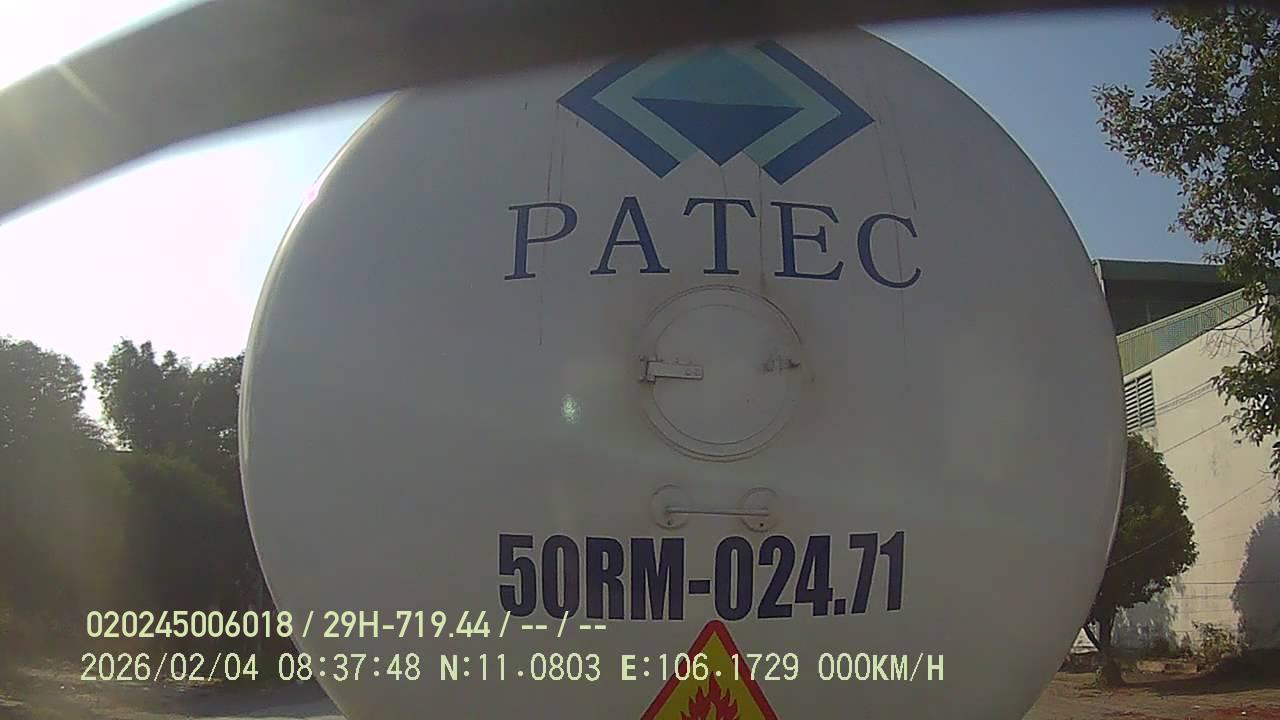 PATEC
50RM-024.71
020245006018 / 29H-719.44 / -- / --
2026/02/04 08:37:48 N:11.0803 E:106.1729 000KM/H